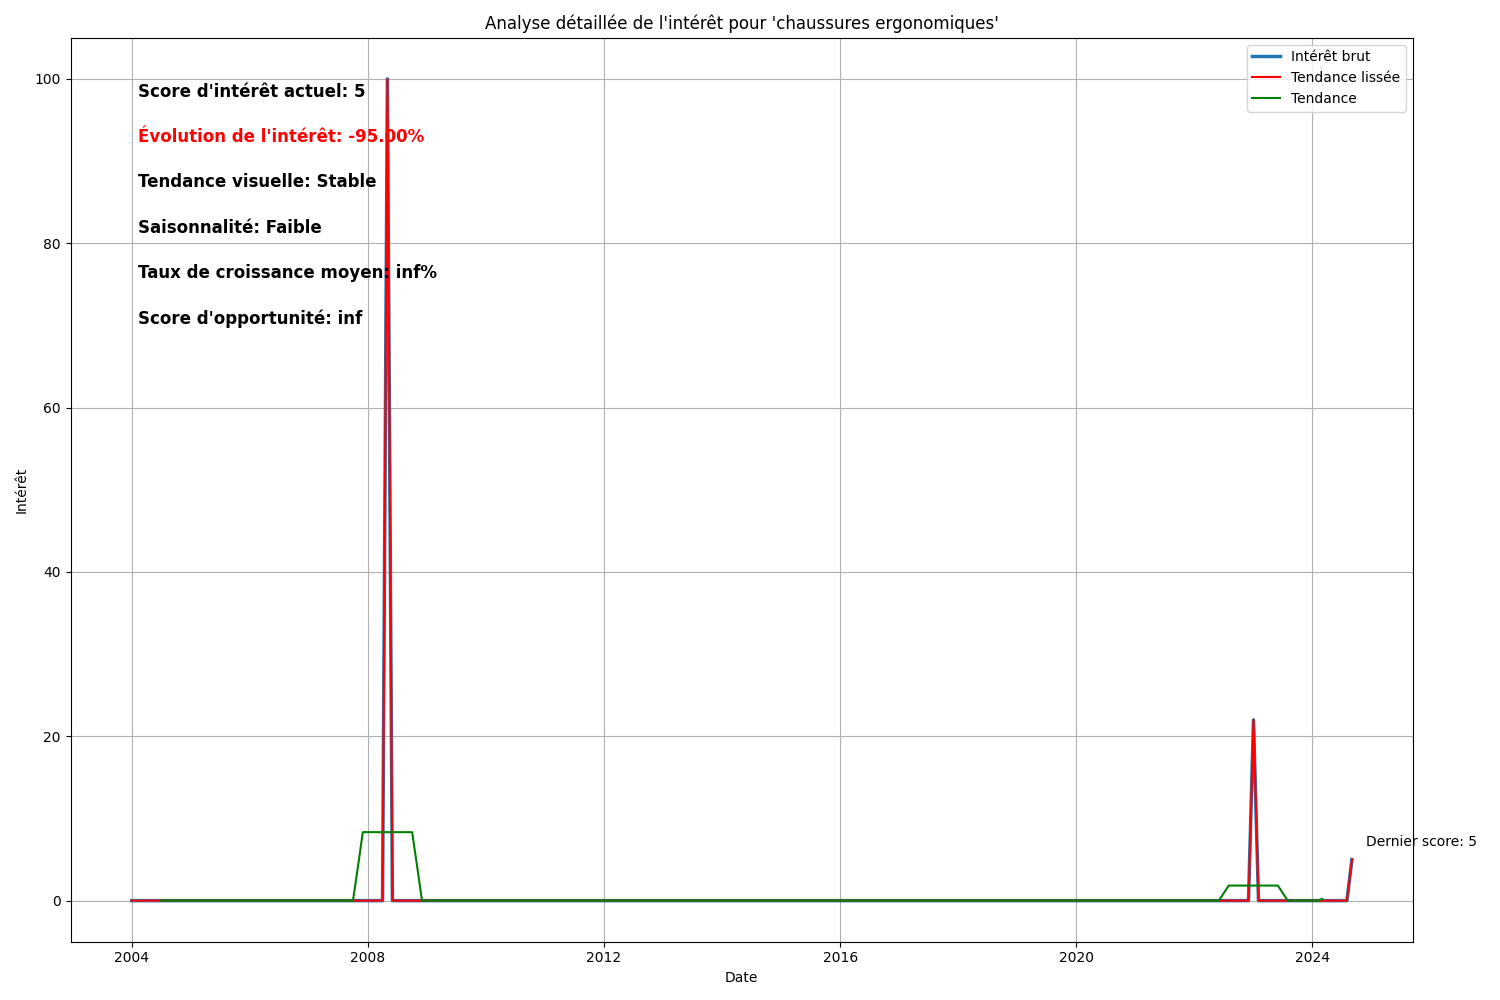 Analyse détaillée de l'intérêt pour 'chaussures ergonomiques'
Intérêt brut
Tendance lissée
Tendance
Score d'intérêt actuel: 5
Évolution de l'intérêt: -95.00%
Tendance visuelle: Stable
Saisonnalité: Faible
Taux de croissance moyen: inf%
Score d'opportunité: inf
Dernier score: 5
Intérêt
100
80
60
40
20
0
2004
2008
2012
2016
2020
2024
Date